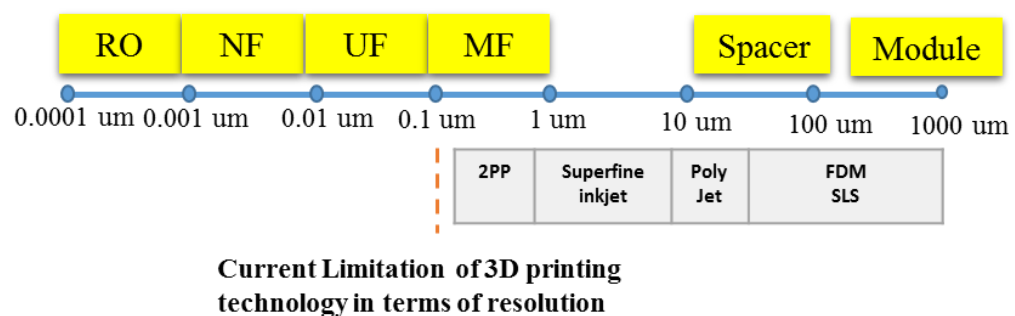 RO NF UF MF Spacer Module
0.0001 um 0.001 um 0.01 um 0.1 um 1 um 10 um 100 um 1000 um
2PP Superfine Poly FDM
inkjet Jet SLS
Current Limitation of 3D printing
technology in terms of resolution